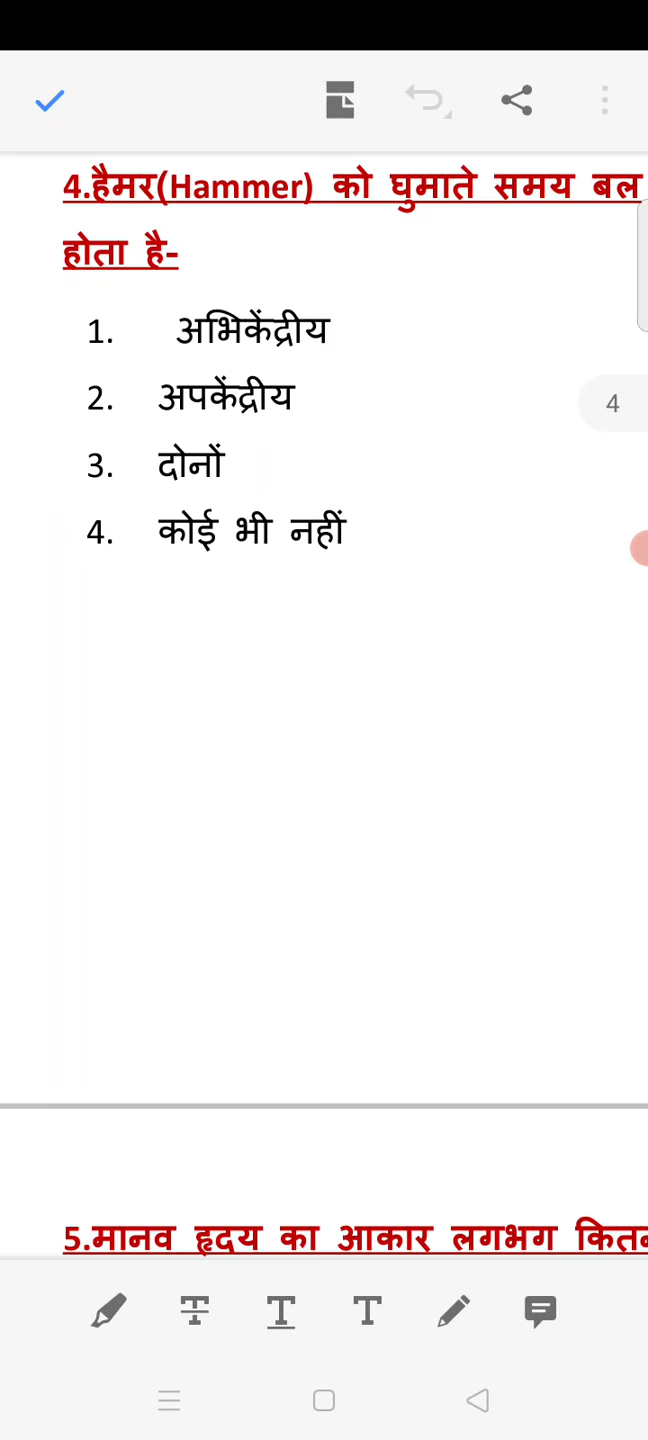 4.हैमर(Hammer) को घुमाते समय बल
होता है-
1. अभिकेंद्रीय
2. अपकेंद्रीय
4
3. दोनों
4. कोई भी नहीं
5.मानव हृदय का आकार लगभग